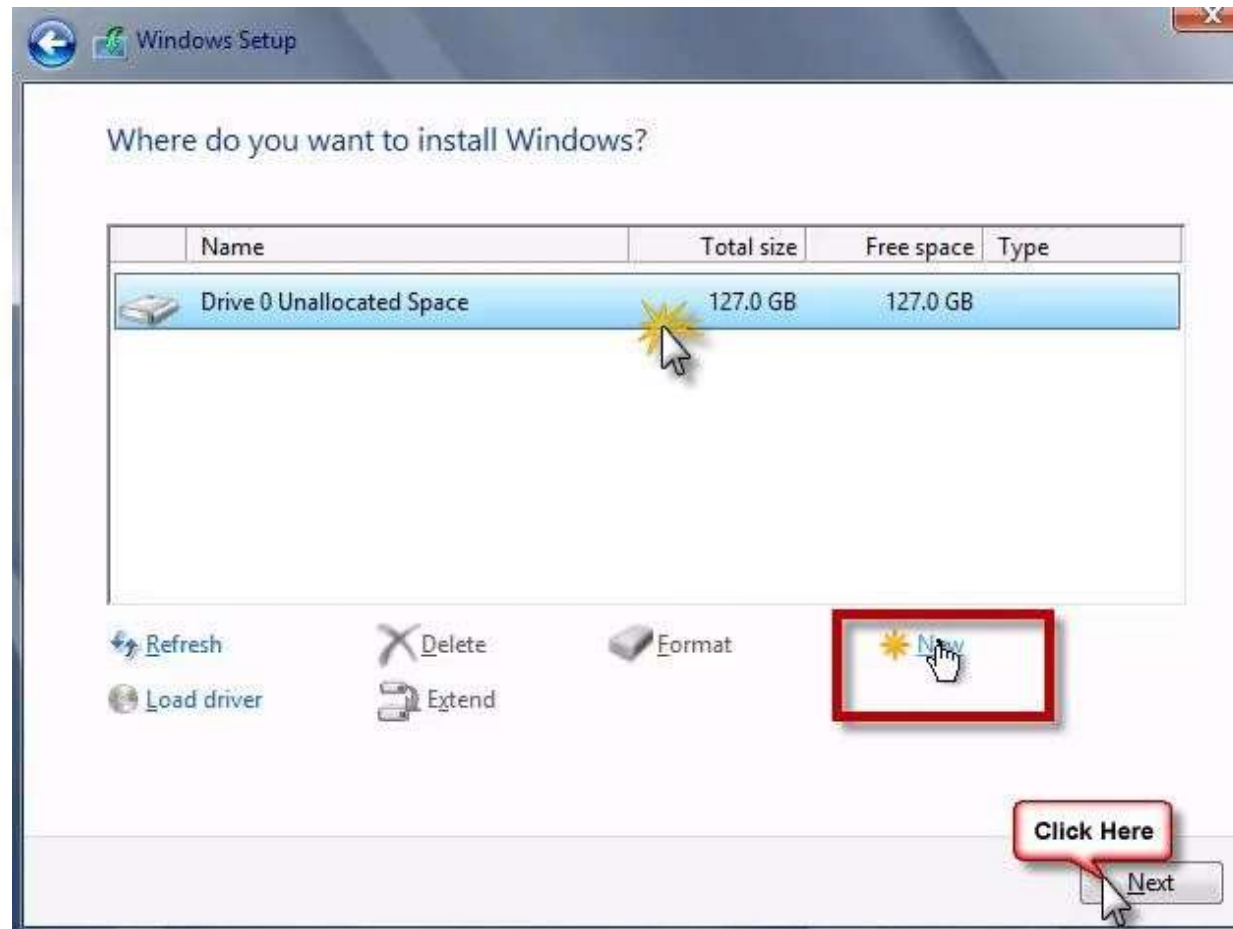 Windows Setup
Where do you want to install Windows?
Name Total size Free space Type
Drive 0 Unallocated Space 127.0 GB 127.0 GB
Refresh Delete Format New
Load driver Extend
Click Here
Next